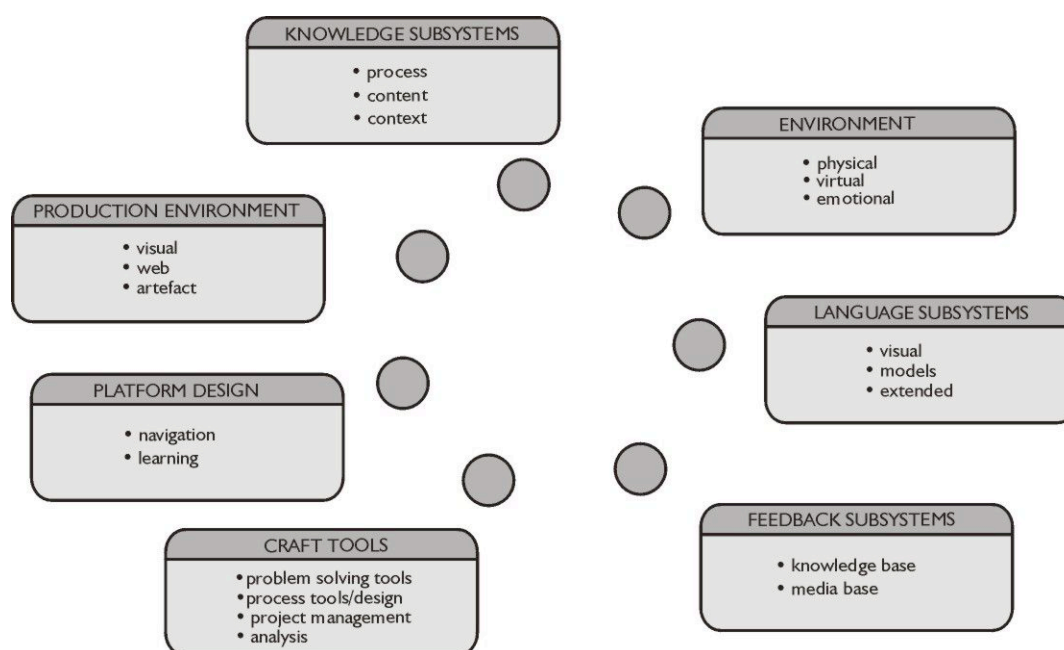 KNOWLEDGE SUBSYSTEMS
• process
• content
• context
ENVIRONMENT
• physical
• virtual
• emotional
PRODUCTION ENVIRONMENT
• visual
• web
• artefact
LANGUAGE SUBSYSTEMS
• visual
• models
• extended
PLATFORM DESIGN
• navigation
• learning
FEEDBACK SUBSYSTEMS
• knowledge base
• media base
CRAFT TOOLS
• problem solving tools
• process tools/design
• project management
• analysis